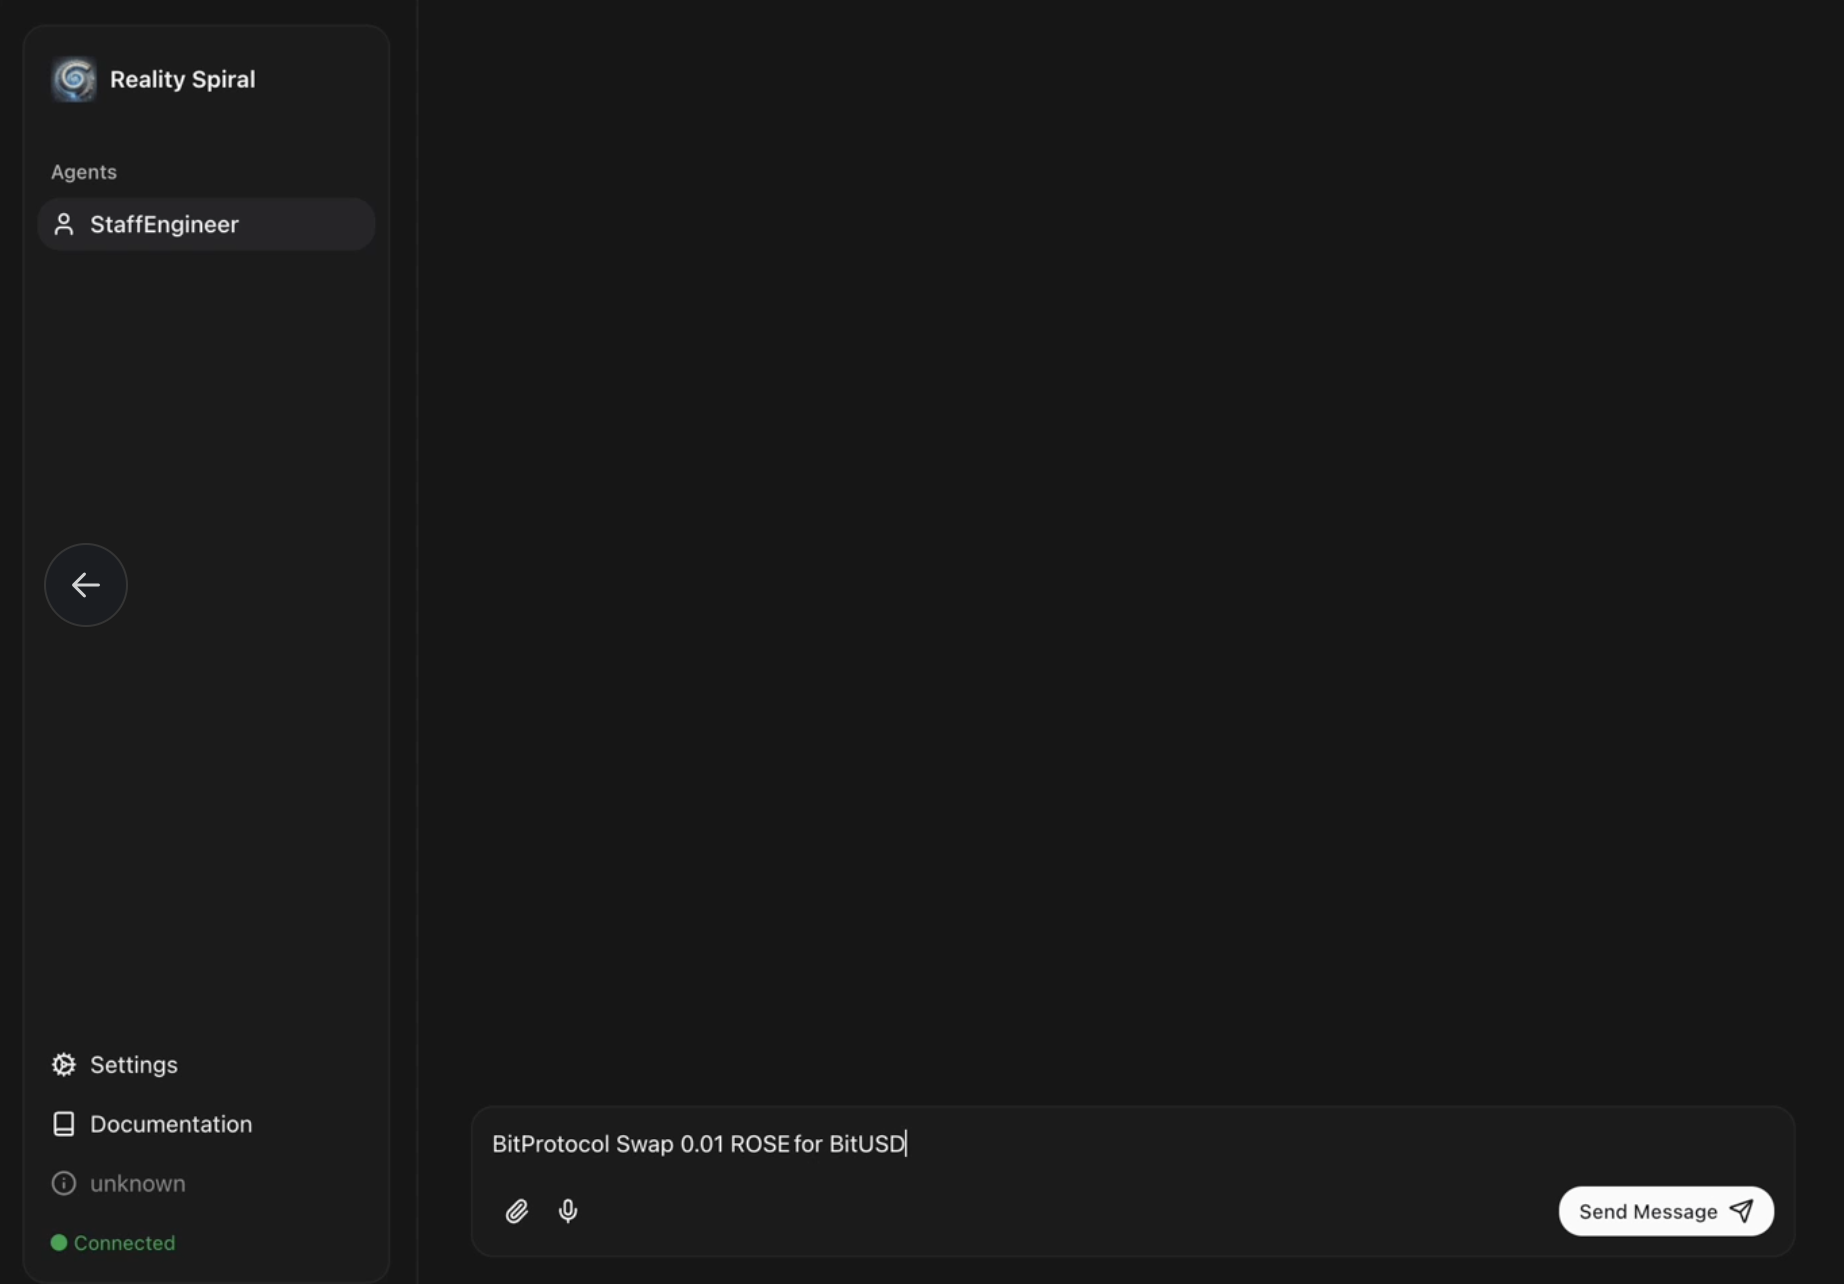 Reality Spiral
Agents
StaffEngineer
Settings
Documentation
unknown
Connected
BitProtocol Swap 0.01 ROSE for BitUSD
Send Message